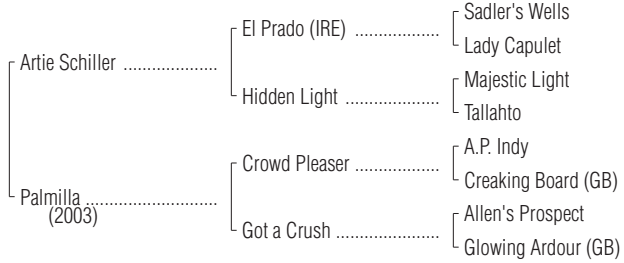 Sadler's Wells
El Prado (IRE) ..................
Lady Capulet
Artie Schiller ....................
Majestic Light
Hidden Light ....................
Tallahto
A.P. Indy
Crowd Pleaser ..................
Creaking Board (GB)
Palmilla ............................
(2003)
Allen's Prospect
Got a Crush ......................
Glowing Ardour (GB)